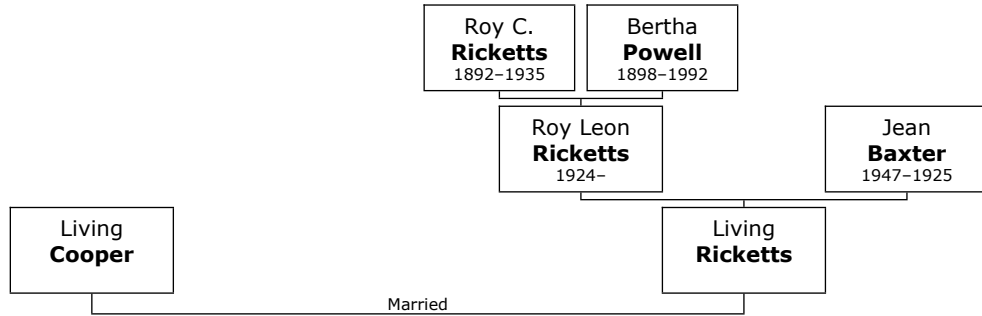 Roy C.
Ricketts
1892–1935
Bertha
Powell
1898–1992
Roy Leon
Ricketts
1924–
Jean
Baxter
1947–1925
Living
Cooper
Living
Ricketts
Married